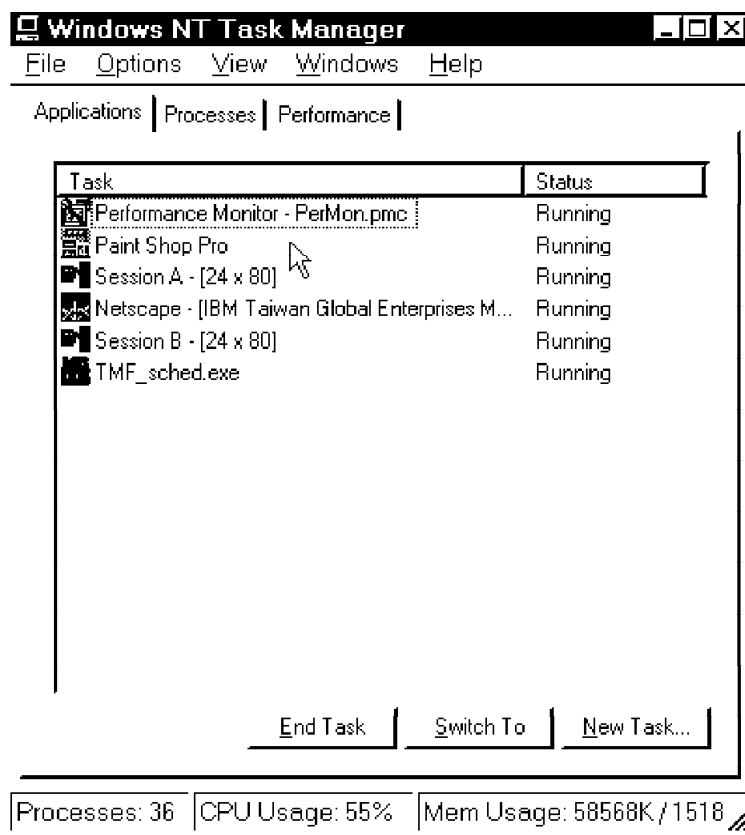 Windows NT Task Manager
File Options View Windows Help
Applications Processes Performance
Task Status
Performance Monitor - PerMon.pmc Running
Paint Shop Pro Running
Session A - [24 x 80] Running
Netscape - [IBM Taiwan Global Enterprises M... Running
Session B - [24 x 80] Running
TMF_sched.exe Running
End Task Switch To New Task...
Processes: 36 CPU Usage: 55% Mem Usage: 58568K / 1518